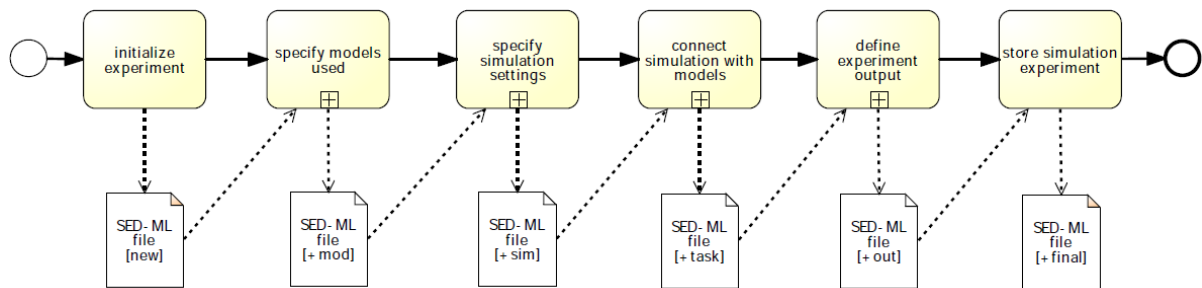 initialize
experiment
specify models
used
specify
simulation
settings
connect
simulation with
models
define
experiment
output
store simulation
experiment
SED- ML
file
[new]
SED- ML
file
[+ mod]
SED- ML
file
[+ sim]
SED- ML
file
[+ task]
SED- ML
file
[+ out]
SED- ML
file
[+ final]